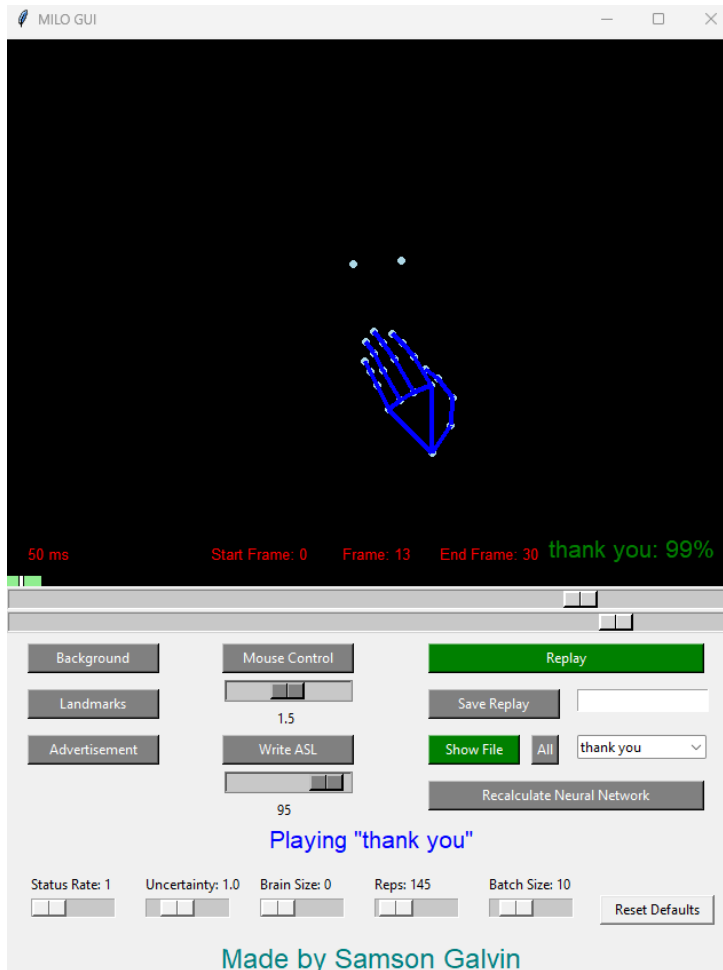 MILO GUI
50 ms Start Frame: 0 Frame: 13 End Frame: 30 thank you: 99%
Background Mouse Control Replay
Landmarks 1.5 Save Replay
Advertisement Write ASL Show File All thank you
95 Recalculate Neural Network
Playing "thank you"
Status Rate: 1 Uncertainty: 1.0 Brain Size: 0 Reps: 145 Batch Size: 10
Reset Defaults
Made by Samson Galvin